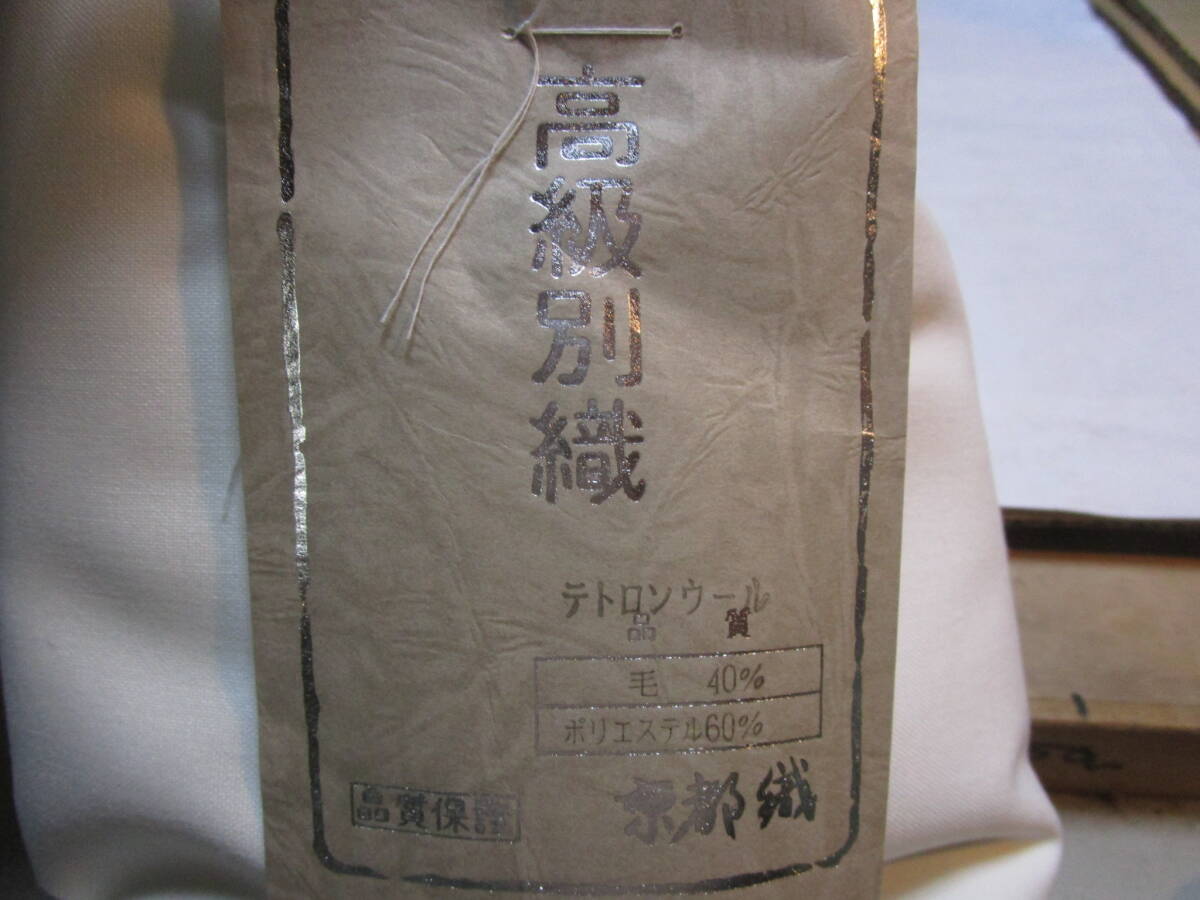 高級別織
テトロンウール
品質
毛 40%
ポリエステル60%
品質保証
京都織